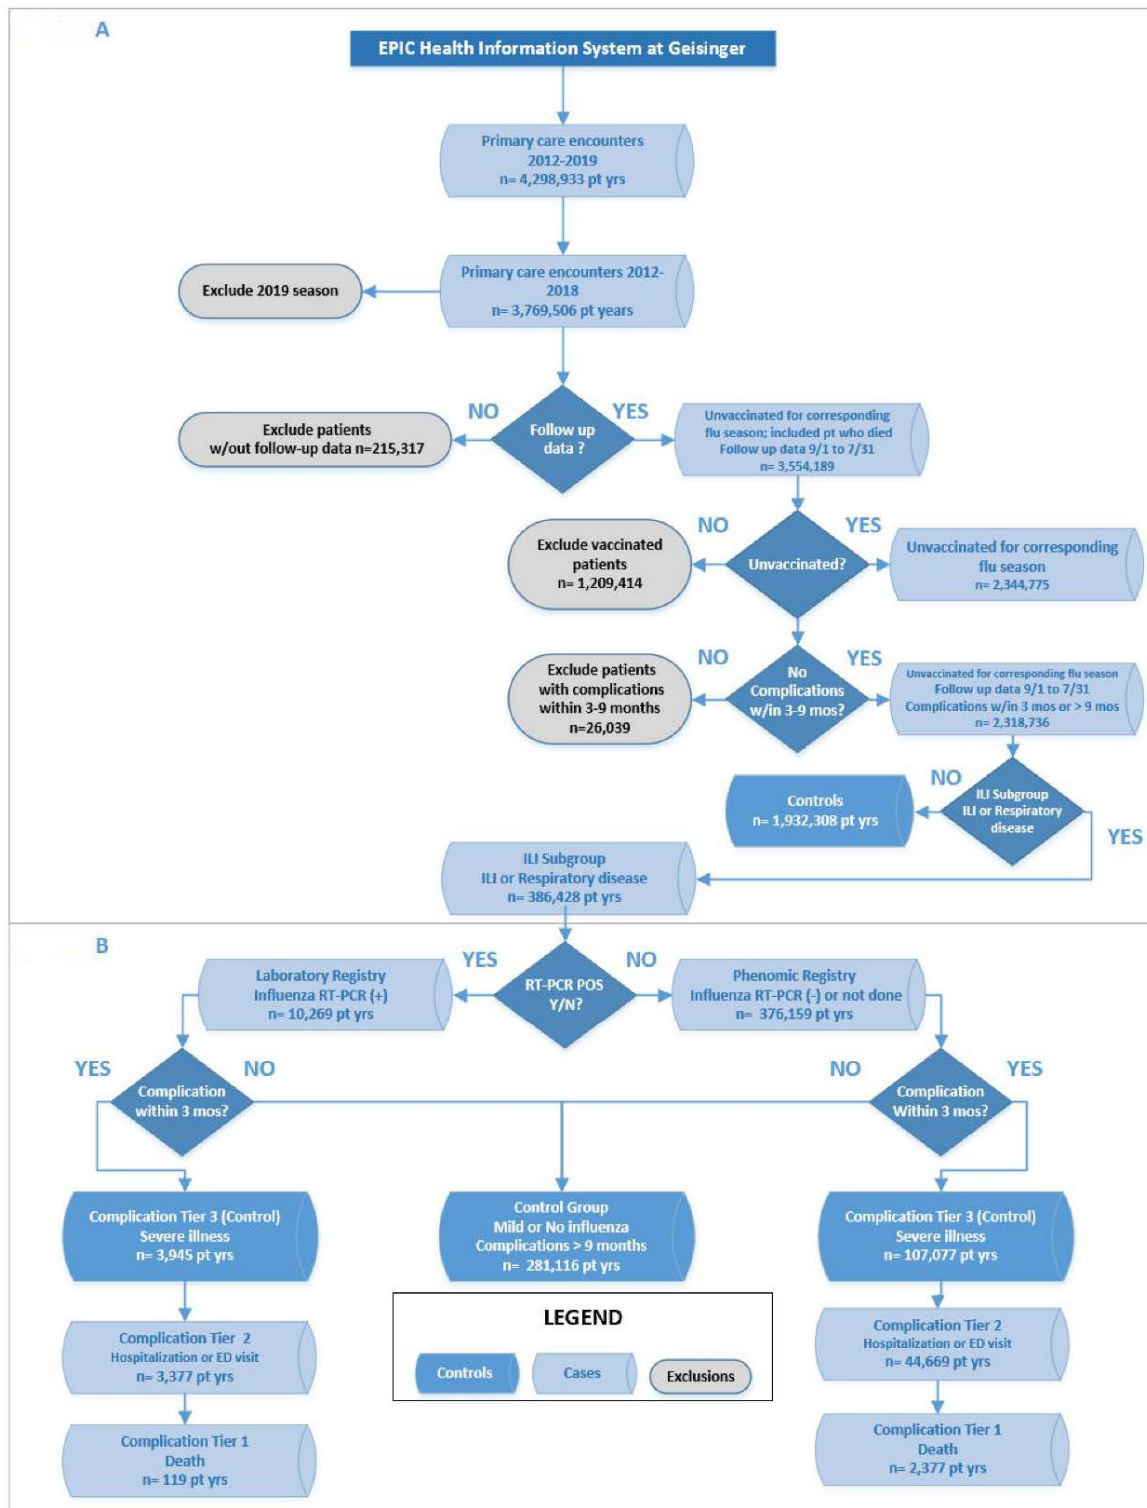 A
EPIC Health Information System at Geisinger
Primary care encounters
2012-2019
n= 4,298,933 pt yrs
Exclude 2019 season
Primary care encounters 2012-
2018
n= 3,769,506 pt years
NO
YES
Exclude patients
w/out follow-up data n=215,317
Follow up
data ?
Unvaccinated for corresponding
flu season; included pt who died
Follow up data 9/1 to 7/31
n= 3,554,189
NO
YES
Exclude vaccinated
patients
n= 1,209,414
Unvaccinated?
Unvaccinated for corresponding
flu season
n= 2,344,775
NO
YES
Exclude patients
with complications
within 3-9 months
n=26,039
No
Complications
w/in 3-9 mos?
Unvaccinated for corresponding flu season
Follow up data 9/1 to 7/31
Complications w/in 3 mos or > 9 mos
n= 2,318,736
NO
Controls
n= 1,932,308 pt yrs
ILI Subgroup
ILI or Respiratory
disease
YES
ILI Subgroup
ILI or Respiratory disease
n= 386,428 pt yrs
B
YES
NO
Laboratory Registry
Influenza RT-PCR (+)
n= 10,269 pt yrs
RT-PCR POS
Y/N?
Phenomic Registry
Influenza RT-PCR (-) or not done
n= 376,159 pt yrs
YES
NO
NO
YES
Complication
within 3 mos?
Complication
Within 3 mos?
Complication Tier 3 (Control)
Severe illness
n= 3,945 pt yrs
Control Group
Mild or No influenza
Complications > 9 months
n= 281,116 pt yrs
Complication Tier 3 (Control)
Severe illness
n= 107,077 pt yrs
Complication Tier 2
Hospitalization or ED visit
n= 3,377 pt yrs
LEGEND
Controls
Cases
Exclusions
Complication Tier 2
Hospitalization or ED visit
n= 44,669 pt yrs
Complication Tier 1
Death
n= 119 pt yrs
Complication Tier 1
Death
n= 2,377 pt yrs